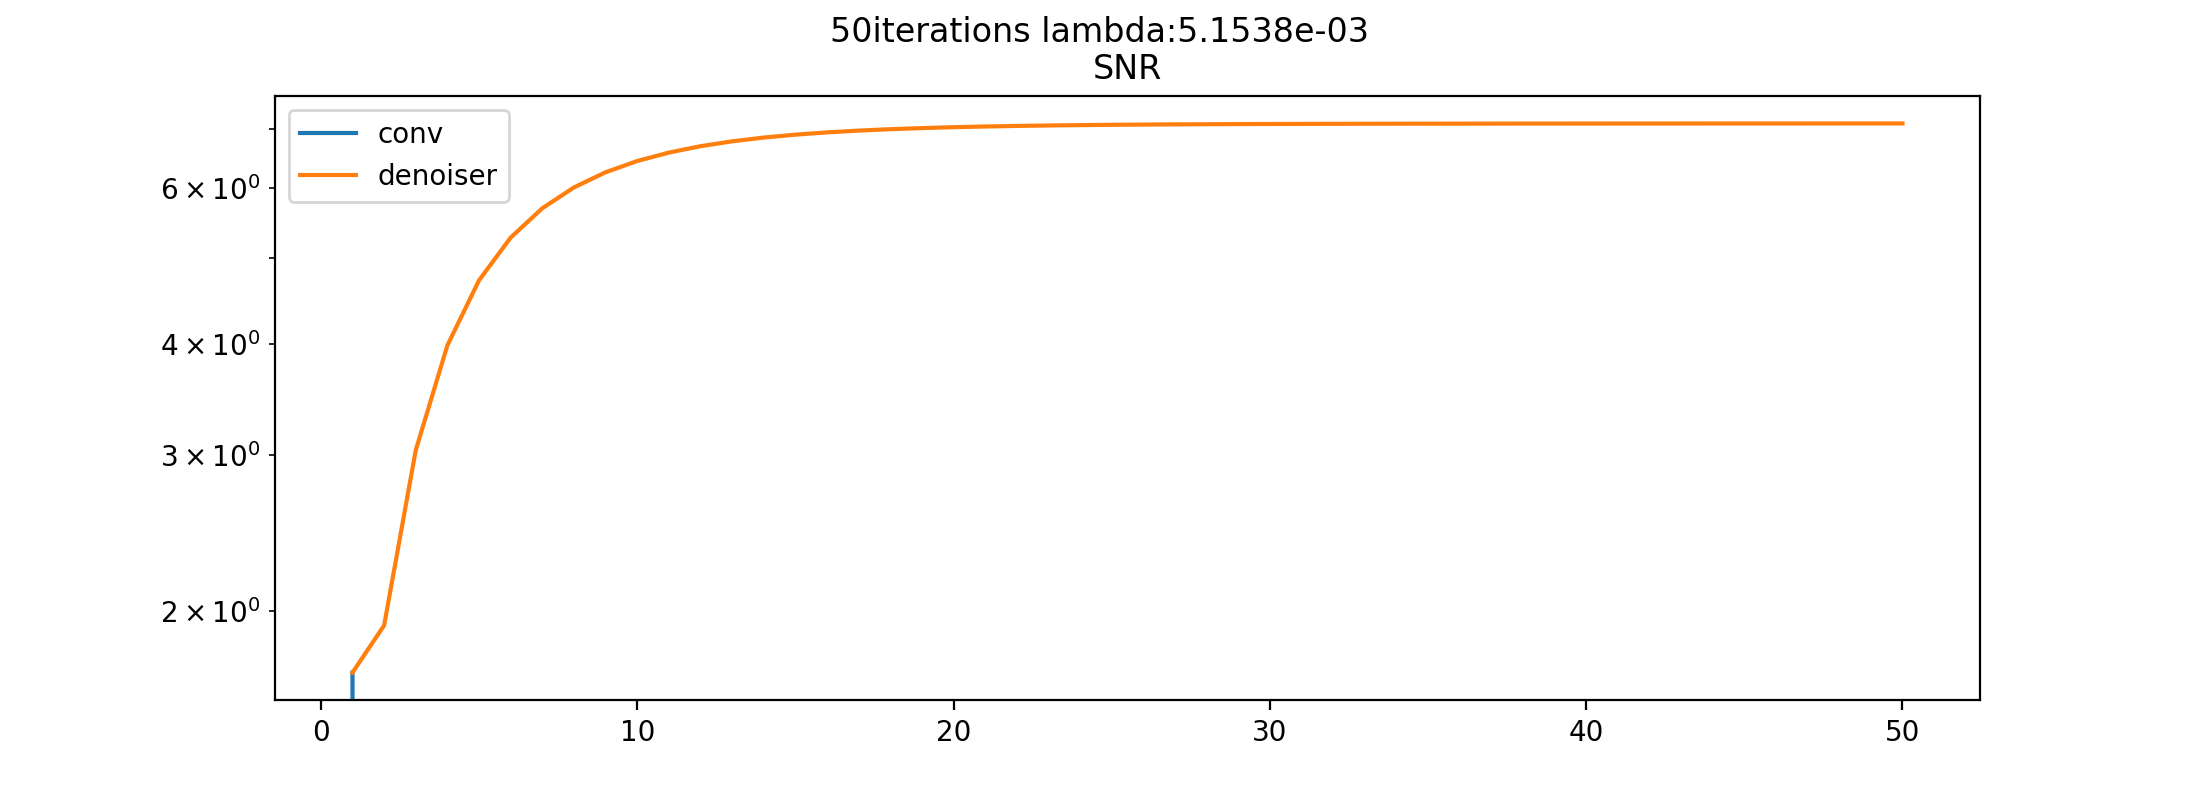 50iterations lambda:5.1538e-03
SNR
conv
denoiser
6 × 10⁰
4 × 10⁰
3 × 10⁰
2 × 10⁰
0 10 20 30 40 50